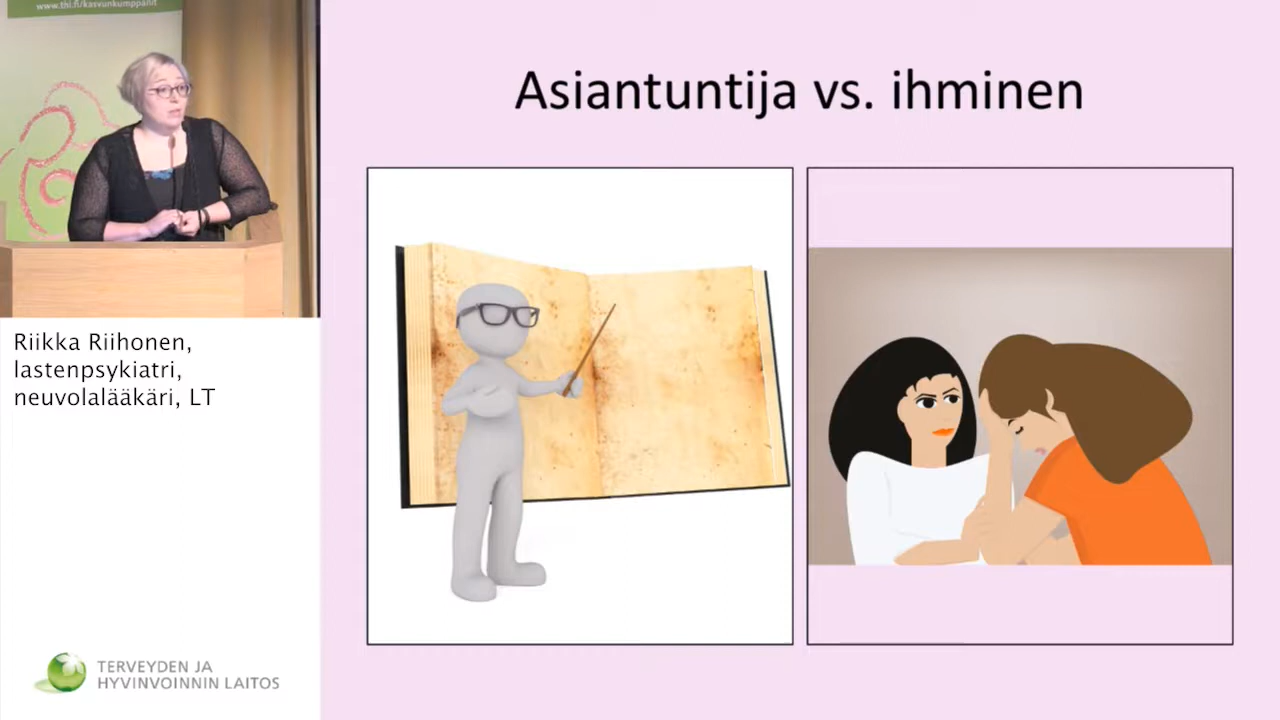 www.thl.fi/kasvunkumppanit
Asiantuntija vs. ihminen
Riikka Riihonen,
lastenpsykiatri,
neuvolalääkäri, LT
TERVEYDEN JA
HYVINVOINNIN LAITOS